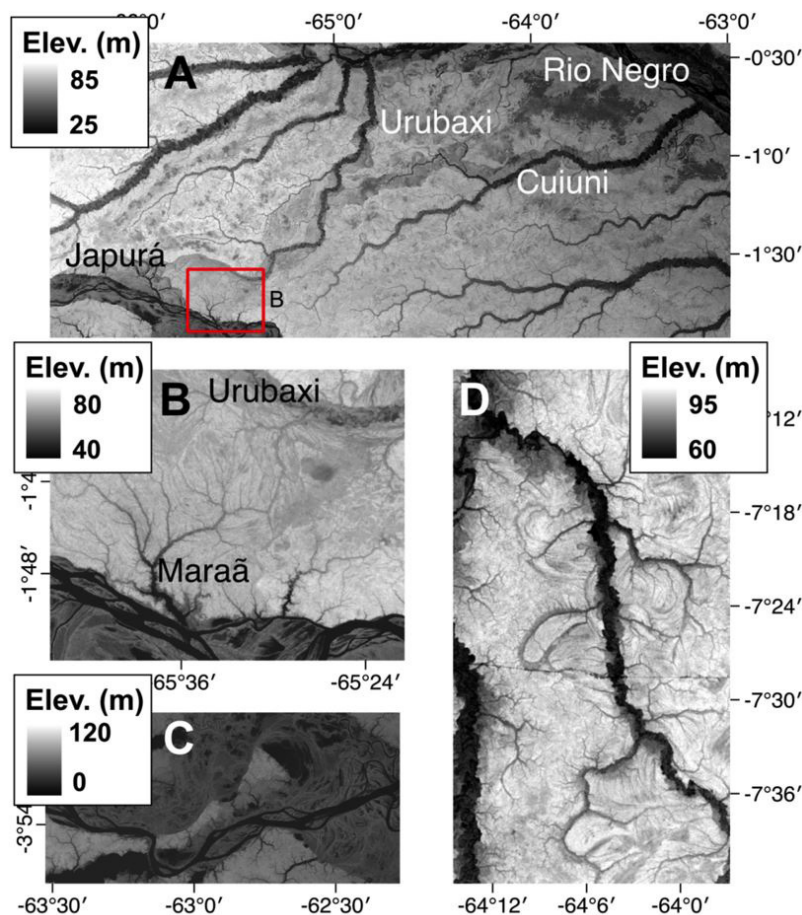 -65°0′ -64°0′ -63°0′
Elev. (m)
85
25
A
Rio Negro
Urubaxi
Cuiuni
Japurá
B
-0°30′
-1°0′
-1°30′
Elev. (m)
80
40
B
Urubaxi
Maraã
-1°4
-1°48′
-65°36′ -65°24′
Elev. (m)
120
0
C
-3°54′
-63°30′ -63°0′ -62°30′
D
Elev. (m)
95
60
°12′
-7°18′
-7°24′
-7°30′
-7°36′
-64°12′ -64°06′ -64°0′